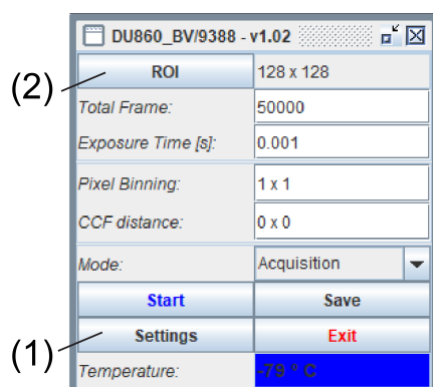 DU860_BV/9388 - v1.02
(2) ROI 128 x 128
Total Frame: 50000
Exposure Time [s]: 0.001
Pixel Binning: 1 x 1
CCF distance: 0 x 0
Mode: Acquisition
Start Save
(1) Settings Exit
Temperature: -79 º C